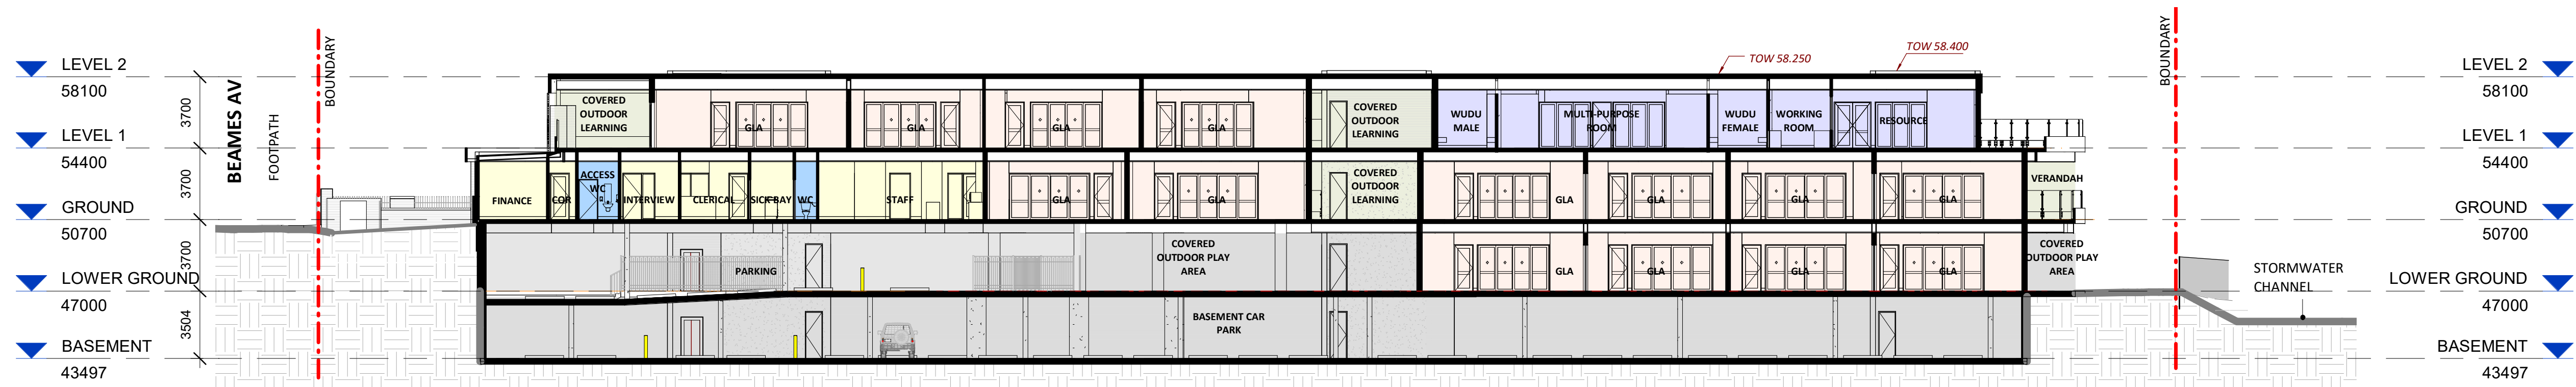 LEVEL 2
58100
LEVEL 1
54400
GROUND
50700
LOWER GROUND
47000
BASEMENT
43497
3700
3700
3700
3504
BEAMES AV
FOOTPATH
BOUNDARY
TOW 58.250
TOW 58.400
COVERED
OUTDOOR
LEARNING
GLA
GLA
GLA
GLA
COVERED
OUTDOOR
LEARNING
WUDU
MALE
MULTI-PURPOSE
ROOM
WUDU
FEMALE
WORKING
ROOM
RESOURCE
FINANCE
COR
ACCESS
WC
INTERVIEW
CLERICAL
SICK BAY
WC
STAFF
GLA
GLA
COVERED
OUTDOOR
LEARNING
GLA
GLA
GLA
GLA
VERANDAH
PARKING
COVERED
OUTDOOR PLAY
AREA
GLA
GLA
GLA
GLA
COVERED
OUTDOOR PLAY
AREA
BASEMENT CAR
PARK
BOUNDARY
STORMWATER
CHANNEL
LEVEL 2
58100
LEVEL 1
54400
GROUND
50700
LOWER GROUND
47000
BASEMENT
43497